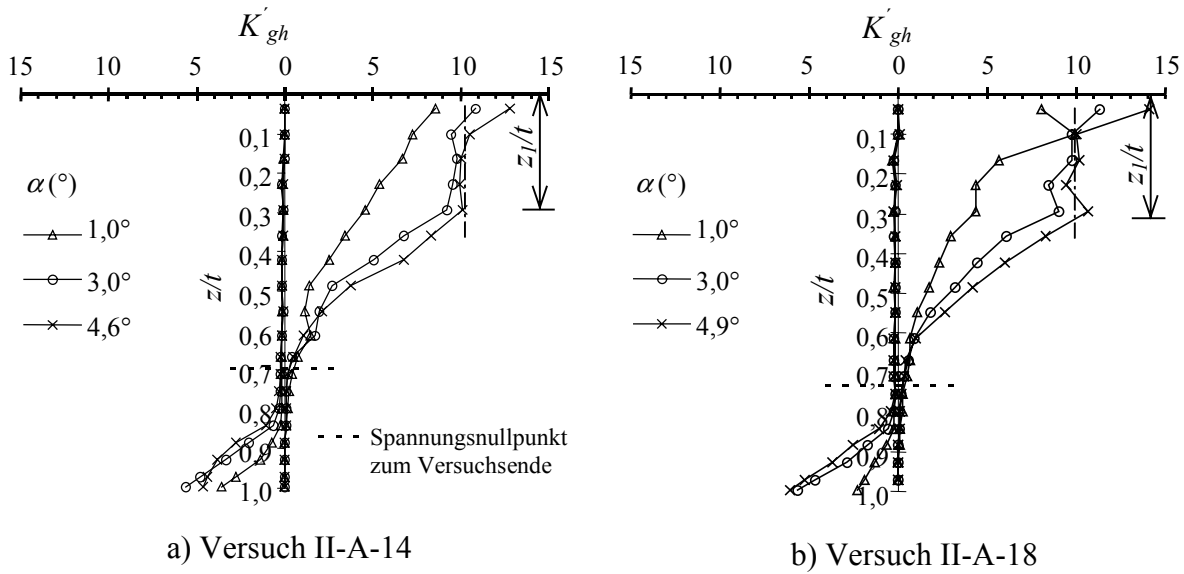 K´gh
15 10 5 0 5 10 15
0,1
0,2
0,3
0,4
0,5
0,6
0,7
0,8
0,9
1,0
z/t
z1/t
α (°)
1,0°
3,0°
4,6°
Spannungsnullpunkt
zum Versuchsende
a) Versuch II-A-14
K´gh
15 10 5 0 5 10 15
0,1
0,2
0,3
0,4
0,5
0,6
0,7
0,8
0,9
1,0
z/t
z1/t
α (°)
1,0°
3,0°
4,9°
b) Versuch II-A-18